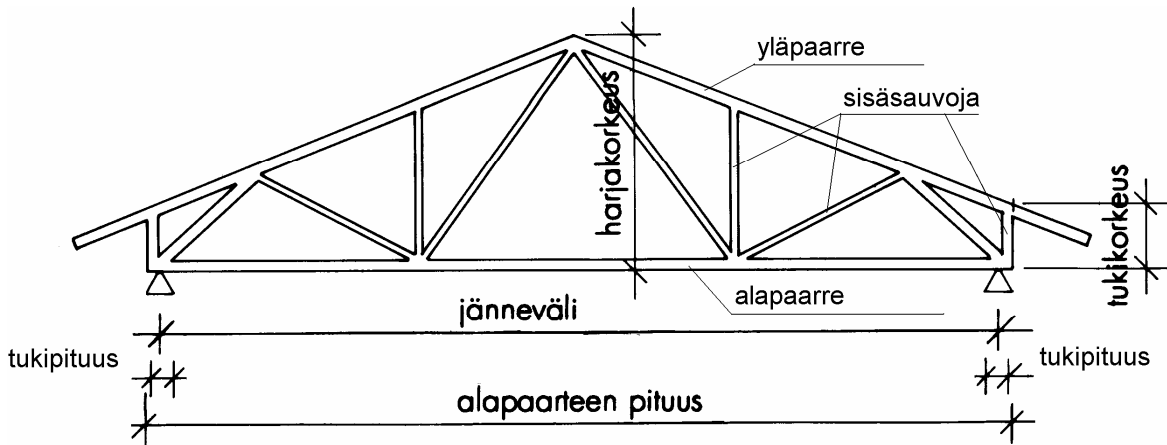 yläpaarre
sisäsauvoja
harjakorkeus
tukikorkeus
alapaarre
jänneväli
tukipituus
tukipituus
alapaarteen pituus